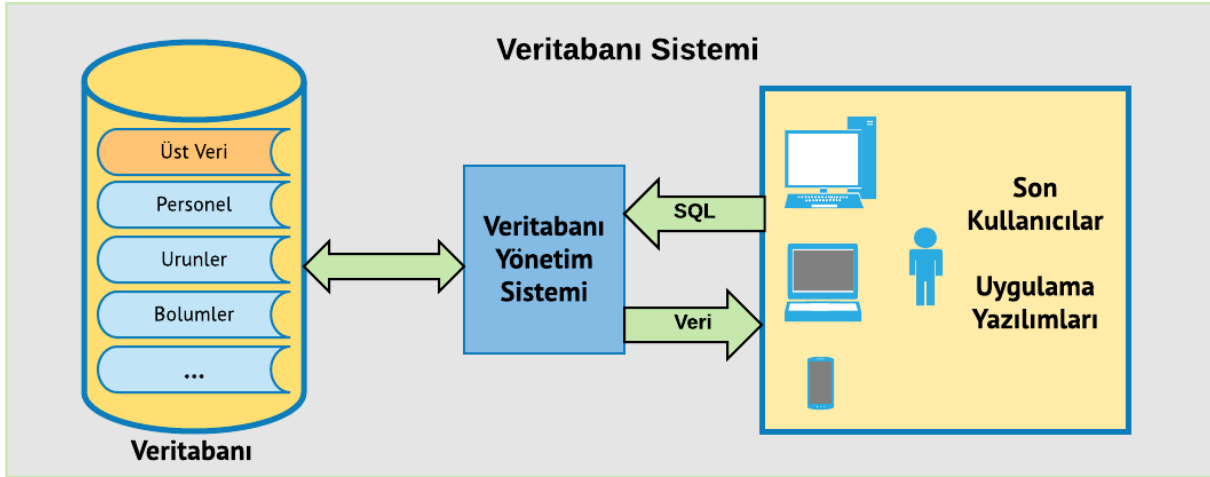 Veritabanı Sistemi
Üst Veri
Personel
Urunler
Bolumler
...
Veritabanı
Veritabanı
Yönetim
Sistemi
SQL
Veri
Son
Kullanıcılar
Uygulama
Yazılımları